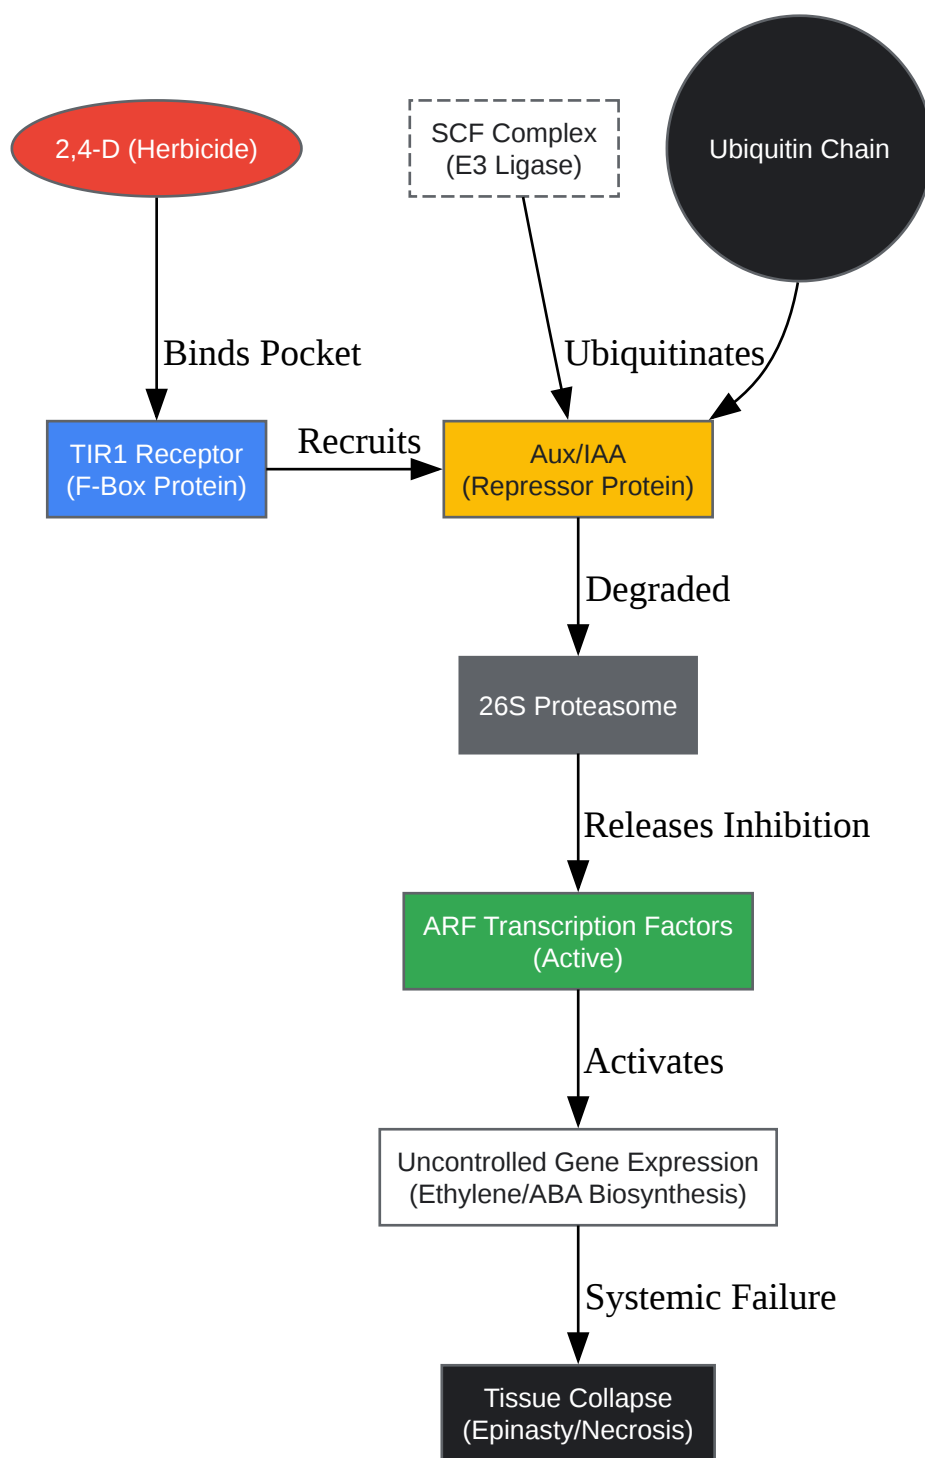 2,4-D (Herbicide)
SCF Complex
(E3 Ligase)
Ubiquitin Chain
Binds Pocket
Ubiquitinates
TIR1 Receptor
(F-Box Protein)
Recruits
Aux/IAA
(Repressor Protein)
Degraded
26S Proteasome
Releases Inhibition
ARF Transcription Factors
(Active)
Activates
Uncontrolled Gene Expression
(Ethylene/ABA Biosynthesis)
Systemic Failure
Tissue Collapse
(Epinasty/Necrosis)